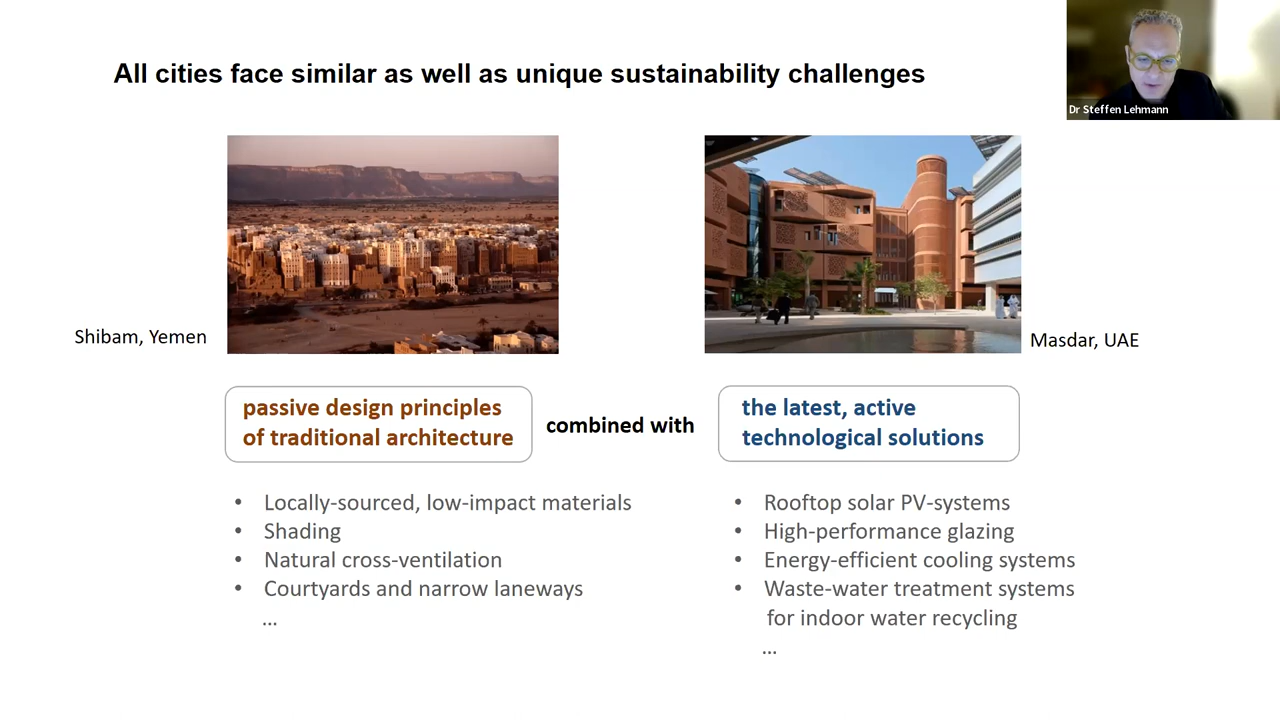 All cities face similar as well as unique sustainability challenges
Dr Steffen Lehmann
Shibam, Yemen
Masdar, UAE
passive design principles
of traditional architecture
combined with
the latest, active
technological solutions
• Locally-sourced, low-impact materials
• Shading
• Natural cross-ventilation
• Courtyards and narrow laneways
...
• Rooftop solar PV-systems
• High-performance glazing
• Energy-efficient cooling systems
• Waste-water treatment systems
for indoor water recycling
...